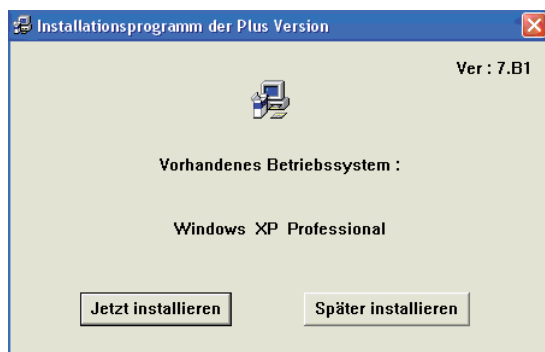 Installationsprogramm der Plus Version
Ver : 7.B1
Vorhandenes Betriebssystem :
Windows XP Professional
Jetzt installieren
Später installieren